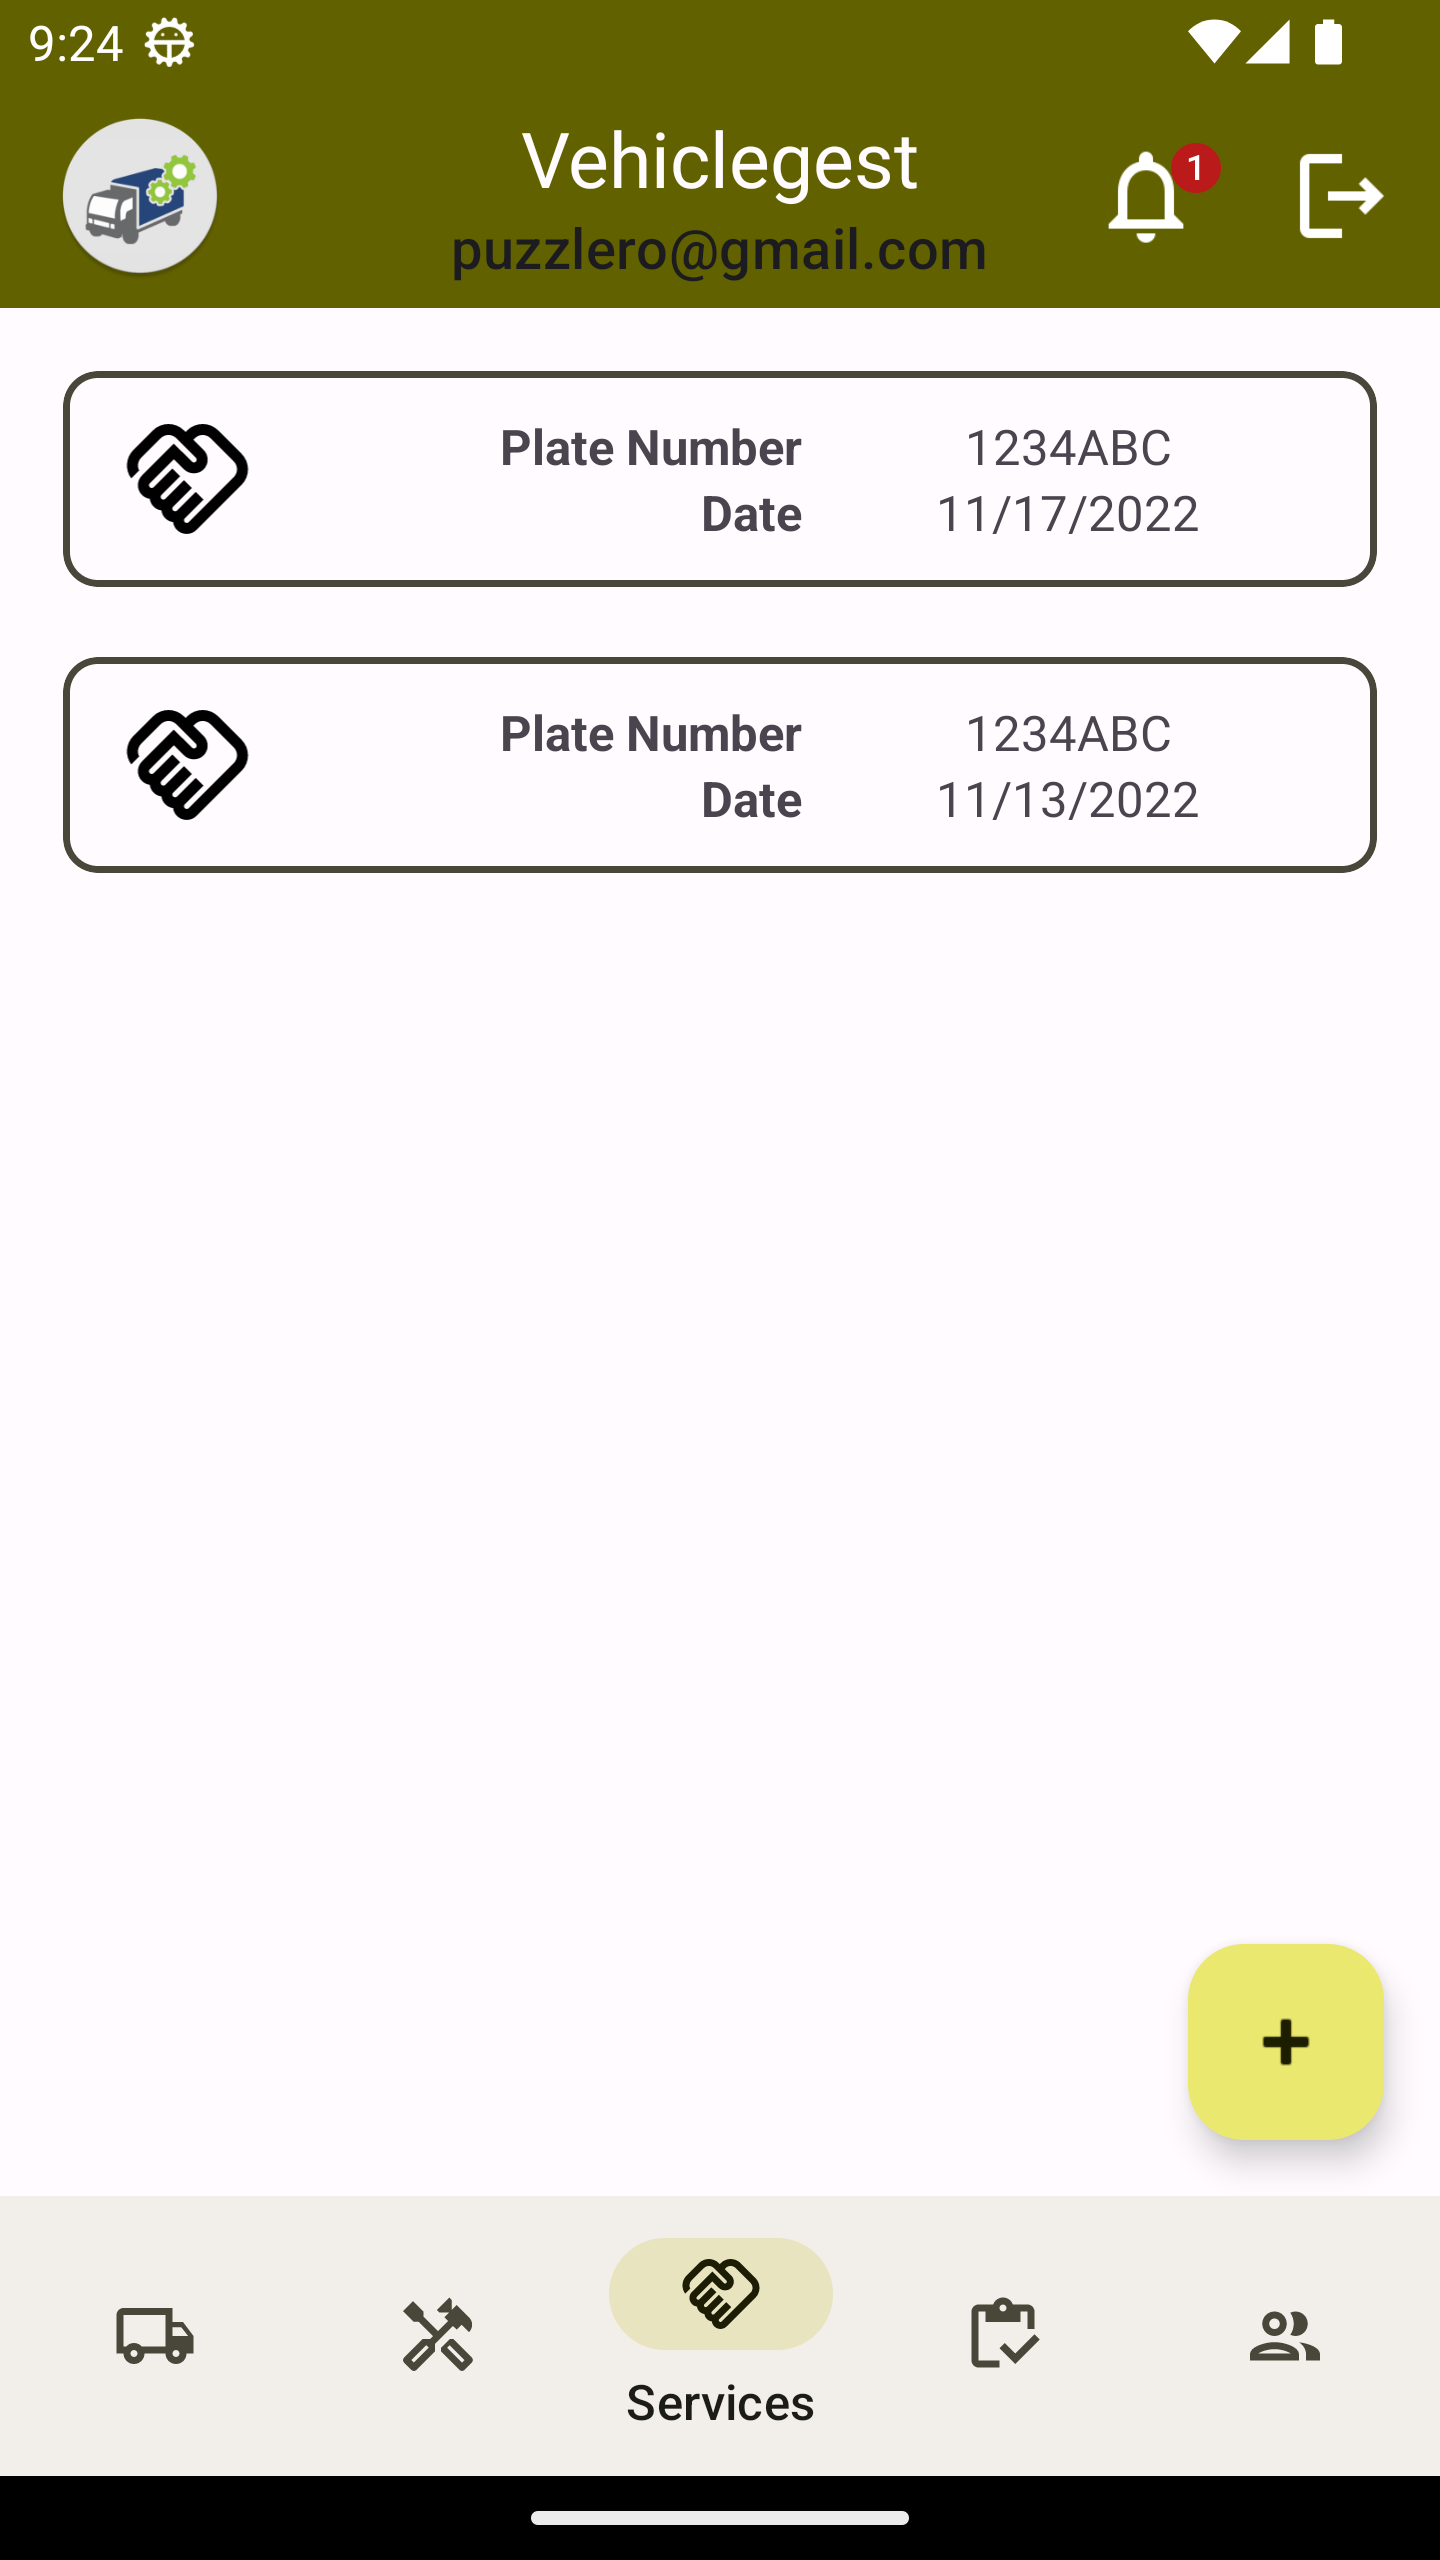 9:24
Vehiclegest
1
puzzlero@gmail.com
Plate Number 1234ABC
Date 11/17/2022
Plate Number 1234ABC
Date 11/13/2022
Services